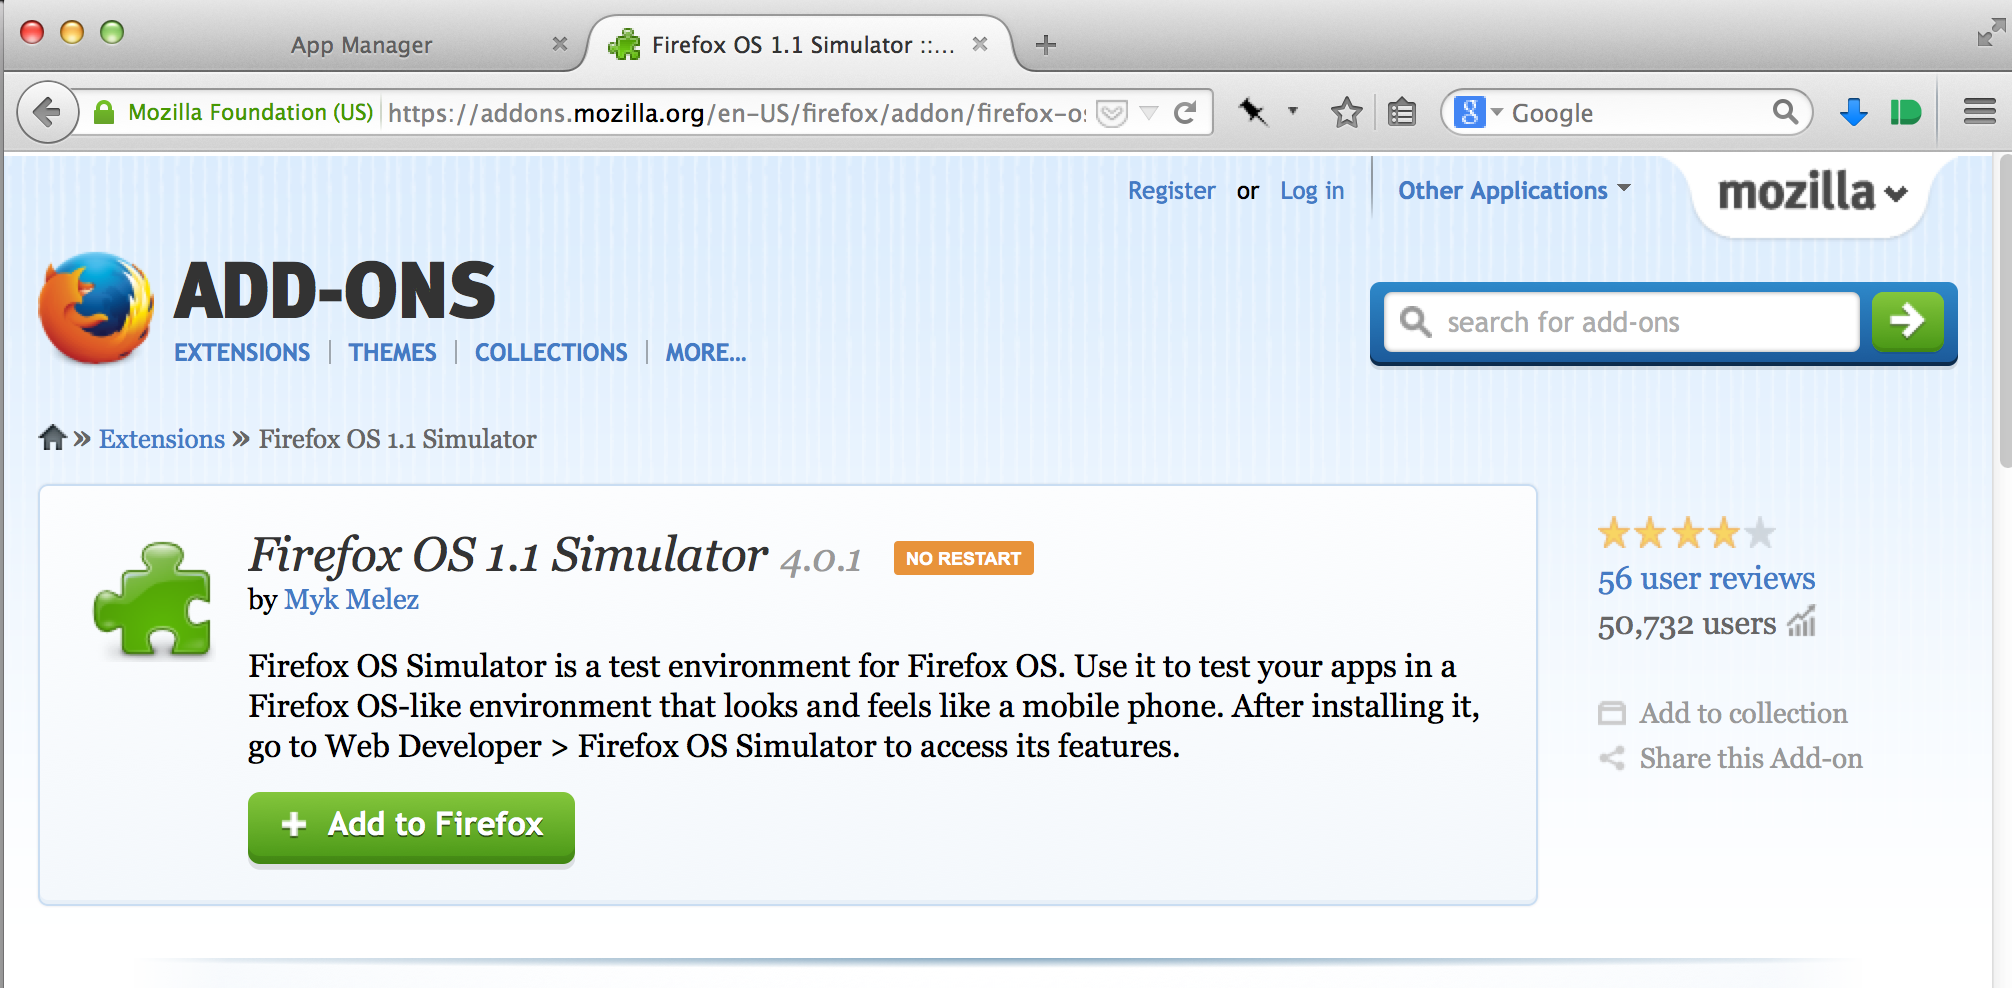 App Manager
Firefox OS 1.1 Simulator ::...
Mozilla Foundation (US)
https://addons.mozilla.org/en-US/firefox/addon/firefox-os
Google
Register or Log in
Other Applications
mozilla
ADD-ONS
EXTENSIONS | THEMES | COLLECTIONS | MORE...
search for add-ons
» Extensions » Firefox OS 1.1 Simulator
Firefox OS 1.1 Simulator 4.0.1 NO RESTART
by Myk Melez
Firefox OS Simulator is a test environment for Firefox OS. Use it to test your apps in a
Firefox OS-like environment that looks and feels like a mobile phone. After installing it,
go to Web Developer > Firefox OS Simulator to access its features.
+ Add to Firefox
56 user reviews
50,732 users
Add to collection
Share this Add-on